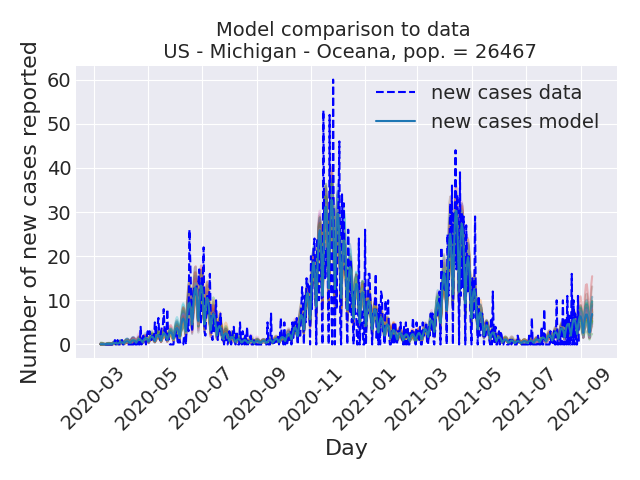 Model comparison to data
US - Michigan - Oceana, pop. = 26467
Number of new cases reported
60
50
40
30
20
10
0
new cases data
new cases model
2020-03
2020-05
2020-07
2020-09
2020-11
2021-01
2021-03
2021-05
2021-07
2021-09
Day